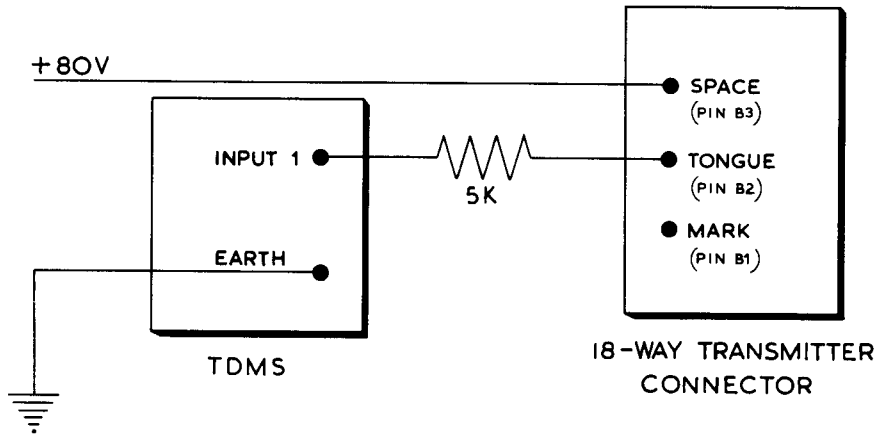 +80V
SPACE
(PIN B3)
INPUT 1
5K
TONGUE
(PIN B2)
MARK
(PIN B1)
EARTH
TDMS
18-WAY TRANSMITTER
CONNECTOR